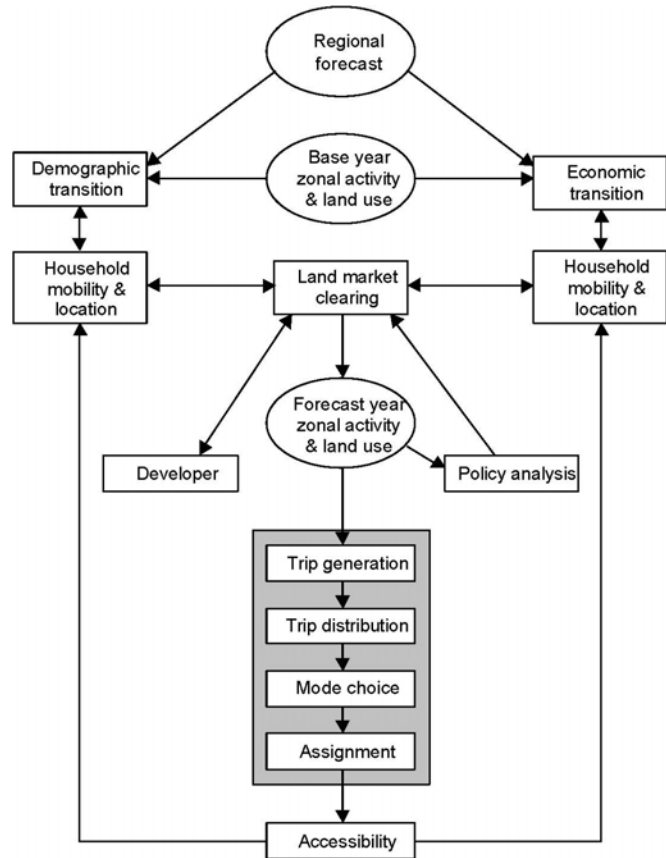 Regional
forecast
Demographic
transition
Base year
zonal activity
& land use
Economic
transition
Household
mobility &
location
Land market
clearing
Household
mobility &
location
Forecast year
zonal activity
& land use
Developer
Policy analysis
Trip generation
Trip distribution
Mode choice
Assignment
Accessibility